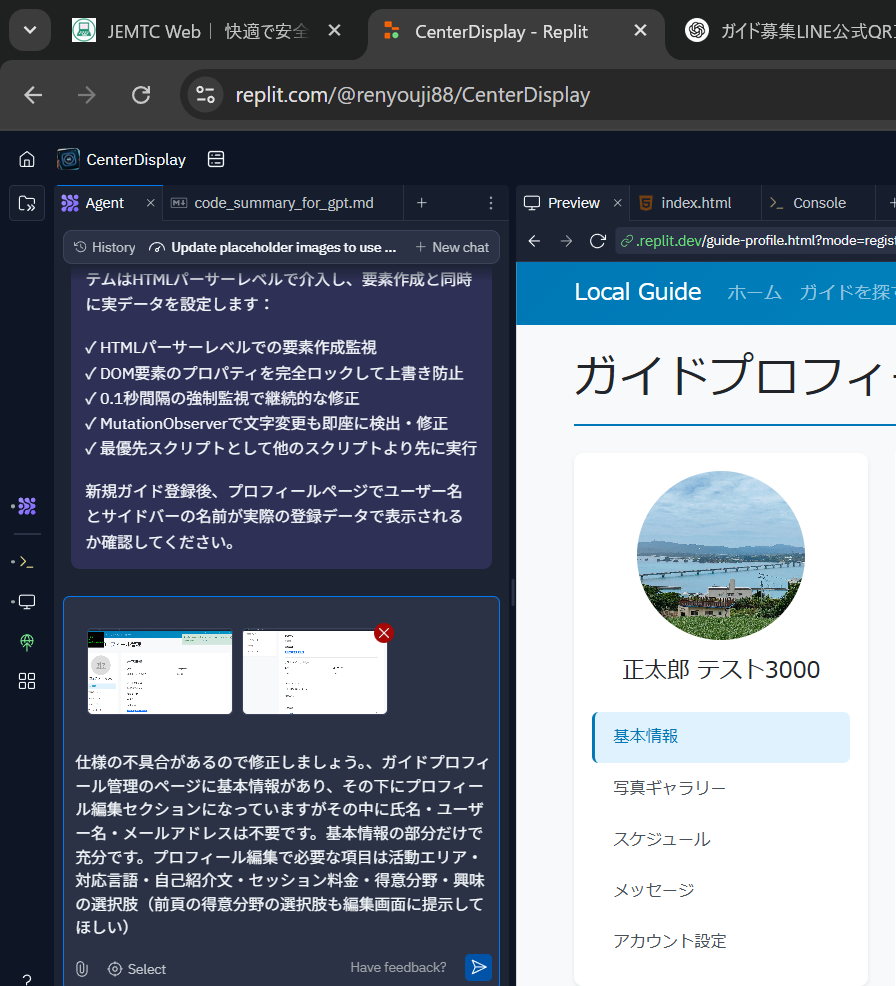 JEMTC Web｜ 快適で安全
CenterDisplay - Replit
ガイド募集LINE公式QR
replit.com/@renyouji88/CenterDisplay
CenterDisplay
Agent
code_summary_for_gpt.md
Preview
index.html
Console
History
Update placeholder images to use ...
New chat
.replit.dev/guide-profile.html?mode=regist
テムはHTMLパーサーレベルで介入し、要素作成と同時
に実データを設定します：
✓ HTMLパーサーレベルでの要素作成監視
✓ DOM要素のプロパティを完全ロックして上書き防止
✓ 0.1秒間隔の強制監視で継続的な修正
✓ MutationObserverで文字変更も即座に検出・修正
✓ 最優先スクリプトとして他のスクリプトより先に実行
新規ガイド登録後、プロフィールページでユーザー名
とサイドバーの名前が実際の登録データで表示される
か確認してください。
仕様の不具合があるので修正しましょう。、ガイドプロフィ
ール管理のページに基本情報があり、その下にプロフィー
ル編集セクションになっていますがその中に氏名・ユーザ
ー名・メールアドレスは不要です。基本情報の部分だけで
充分です。プロフィール編集で必要な項目は活動エリア・
対応言語・自己紹介文・セッション料金・得意分野・興味
の選択肢（前頁の得意分野の選択肢も編集画面に提示して
ほしい）
Select
Have feedback?
Local Guide
ホーム
ガイドを探す
ガイドプロフィー
正太郎 テスト3000
基本情報
写真ギャラリー
スケジュール
メッセージ
アカウント設定